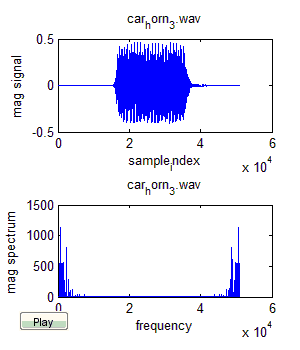 car_horn_3.wav
0.5
mag signal
0
-0.5
0 2 4 6
sample_index
x 10^4
car_horn_3.wav
1500
1000
mag spectrum
500
0
0 2 4 6
Play
frequency
x 10^4